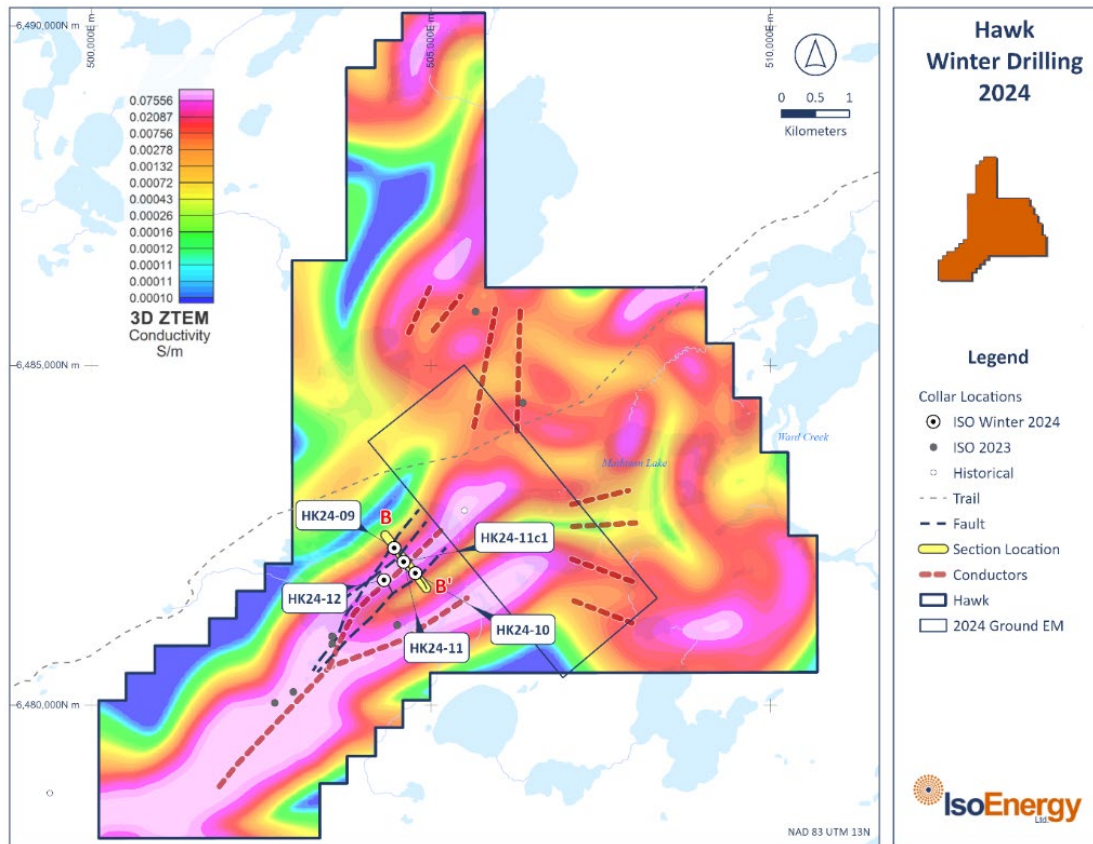 6,490,000N m
500,000E m
505,000E m
510,000E m
0 0.5 1
Kilometers
0.07556
0.02087
0.00756
0.00278
0.00132
0.00072
0.00043
0.00026
0.00016
0.00012
0.00011
0.00011
0.00010
3D ZTEM
Conductivity
S/m
6,485,000N m
Ward Creek
HK24-09
B
HK24-11c1
HK24-12
B'
HK24-10
HK24-11
6,480,000N m
NAD 83 UTM 13N
Hawk
Winter Drilling
2024
Legend
Collar Locations
ISO Winter 2024
ISO 2023
Historical
Trail
Fault
Section Location
Conductors
Hawk
2024 Ground EM
IsoEnergy
Ltd.